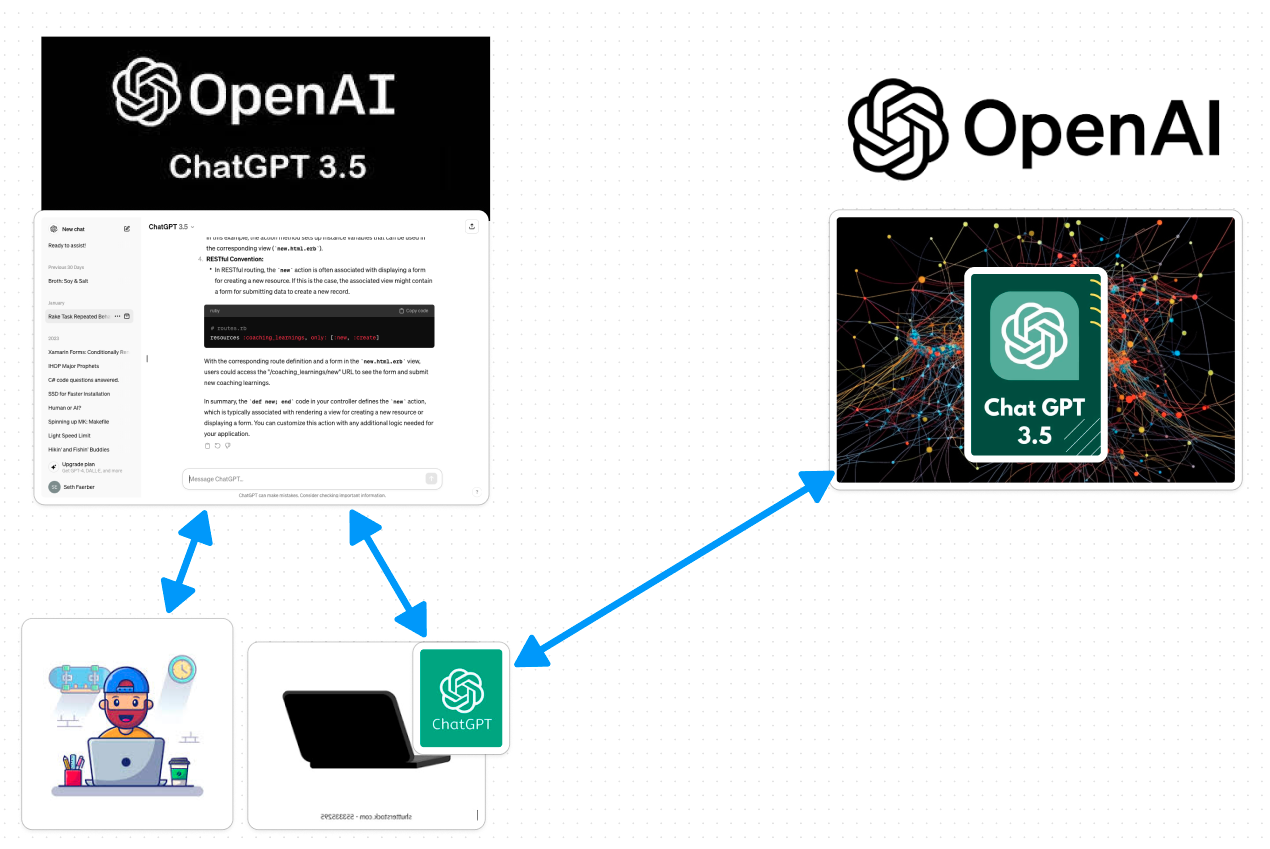 OpenAI
ChatGPT 3.5
New chat
Ready to assist!
Previous 30 Days
Broth: Soy & Salt
January
Rake Task Repeated Beha
2023
Xamarin Forms: Conditionally Re
IHOP Major Prophets
C# code questions answered.
SSD for Faster Installation
Human or AI?
Spinning up MK: Makefile
Light Speed Limit
Hikin' and Fishin' Buddies
Upgrade plan
Get GPT-4, DALL·E, and more
SE
Seth Faerber
ChatGPT 3.5
In this example, the action method sets up instance variables that can be used in
the corresponding view (`new.html.erb`).
4. RESTful Convention:
• In RESTful routing, the `new` action is often associated with displaying a form
for creating a new resource. If this is the case, the associated view might contain
a form for submitting data to create a new record.
ruby
Copy code
# routes.rb
resources :coaching_learnings, only: [:new, :create]
With the corresponding route definition and a form in the `new.html.erb` view,
users could access the "/coaching_learnings/new" URL to see the form and submit
new coaching learnings.
In summary, the `def new; end` code in your controller defines the `new` action,
which is typically associated with rendering a view for creating a new resource or
displaying a form. You can customize this action with any additional logic needed for
your application.
Message ChatGPT...
ChatGPT can make mistakes. Consider checking important information.
?
OpenAI
Chat GPT
3.5
ChatGPT
shutterstock.com · 55335295